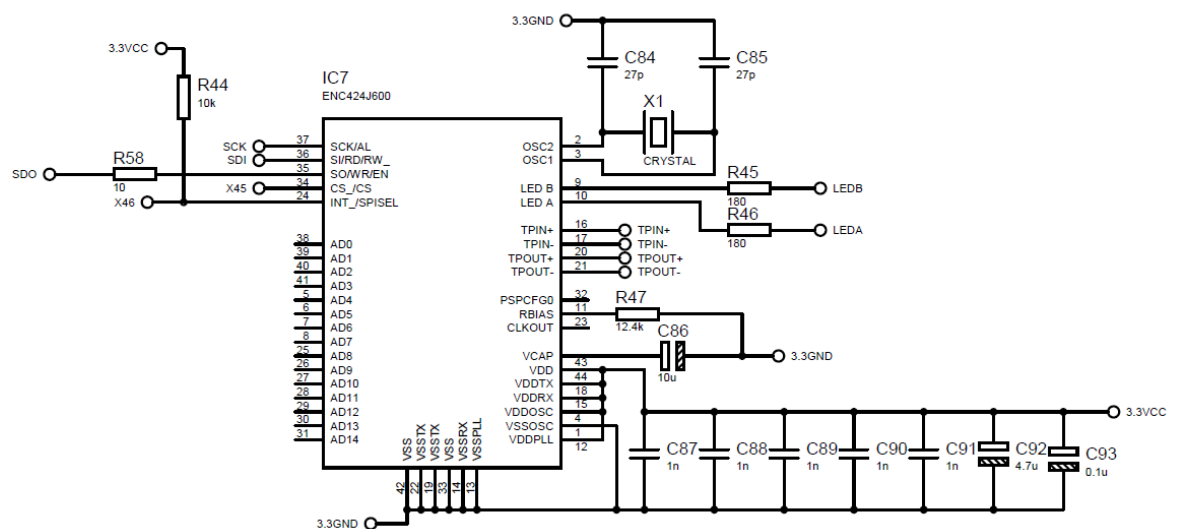 3.3GND
C84
27p
C85
27p
3.3VCC
R44
10k
IC7
ENC424J600
X1
CRYSTAL
SCK
37
SCK/AL
SDI
36
SI/RD/RW_
SDO
R58
10
35
SO/WR/EN
X45
34
CS_/CS
X46
24
INT_/SPISEL
OSC2
2
OSC1
3
LED B
9
R45
180
LEDB
LED A
10
R46
180
LEDA
TPIN+
16
TPIN+
TPIN-
17
TPIN-
TPOUT+
20
TPOUT+
TPOUT-
21
TPOUT-
38
AD0
39
AD1
40
AD2
41
AD3
5
AD4
6
AD5
7
AD6
8
AD7
25
AD8
26
AD9
27
AD10
28
AD11
29
AD12
30
AD13
31
AD14
PSPCFG0
32
RBIAS
11
R47
12.4k
CLKOUT
23
C86
10u
3.3GND
VCAP
43
VDD
44
VDDTX
18
VDDRX
15
VDDOSC
4
VSSOSC
1
VDDPLL
12
3.3VCC
C87
1n
C88
1n
C89
1n
C90
1n
C91
1n
C92
4.7u
C93
0.1u
VSS
VSSTX
VSSTX
VSS
VSSRX
VSSPLL
42
22
19
33
14
13
3.3GND